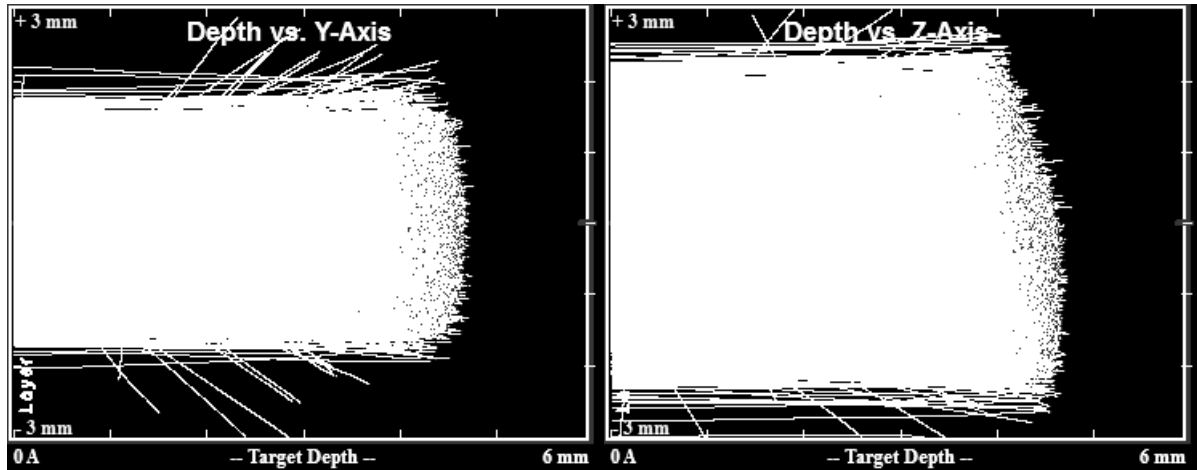 + 3 mm
Depth vs. Y-Axis
Layer
- 3 mm
0 A
-- Target Depth --
6 mm
+ 3 mm
Depth vs. Z-Axis
- 3 mm
0 A
-- Target Depth --
6 mm